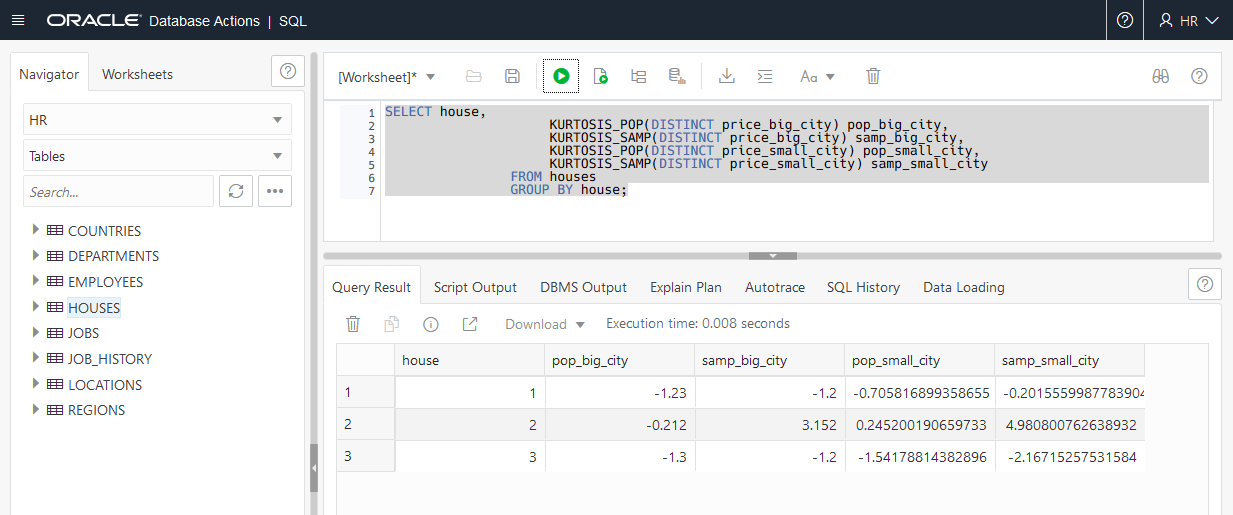 ORACLE® Database Actions | SQL
HR
Navigator
Worksheets
HR
Tables
Search...
COUNTRIES
DEPARTMENTS
EMPLOYEES
HOUSES
JOBS
JOB_HISTORY
LOCATIONS
REGIONS
[Worksheet]*
Aa
1 SELECT house,
2 KURTOSIS_POP(DISTINCT price_big_city) pop_big_city,
3 KURTOSIS_SAMP(DISTINCT price_big_city) samp_big_city,
4 KURTOSIS_POP(DISTINCT price_small_city) pop_small_city,
5 KURTOSIS_SAMP(DISTINCT price_small_city) samp_small_city
6 FROM houses
7 GROUP BY house;
Query Result Script Output DBMS Output Explain Plan Autotrace SQL History Data Loading
Download Execution time: 0.008 seconds
house pop_big_city samp_big_city pop_small_city samp_small_city
1 1 -1.23 -1.2 -0.705816899358655 -0.2015559987783904
2 2 -0.212 3.152 0.245200190659733 4.980800762638932
3 3 -1.3 -1.2 -1.54178814382896 -2.16715257531584